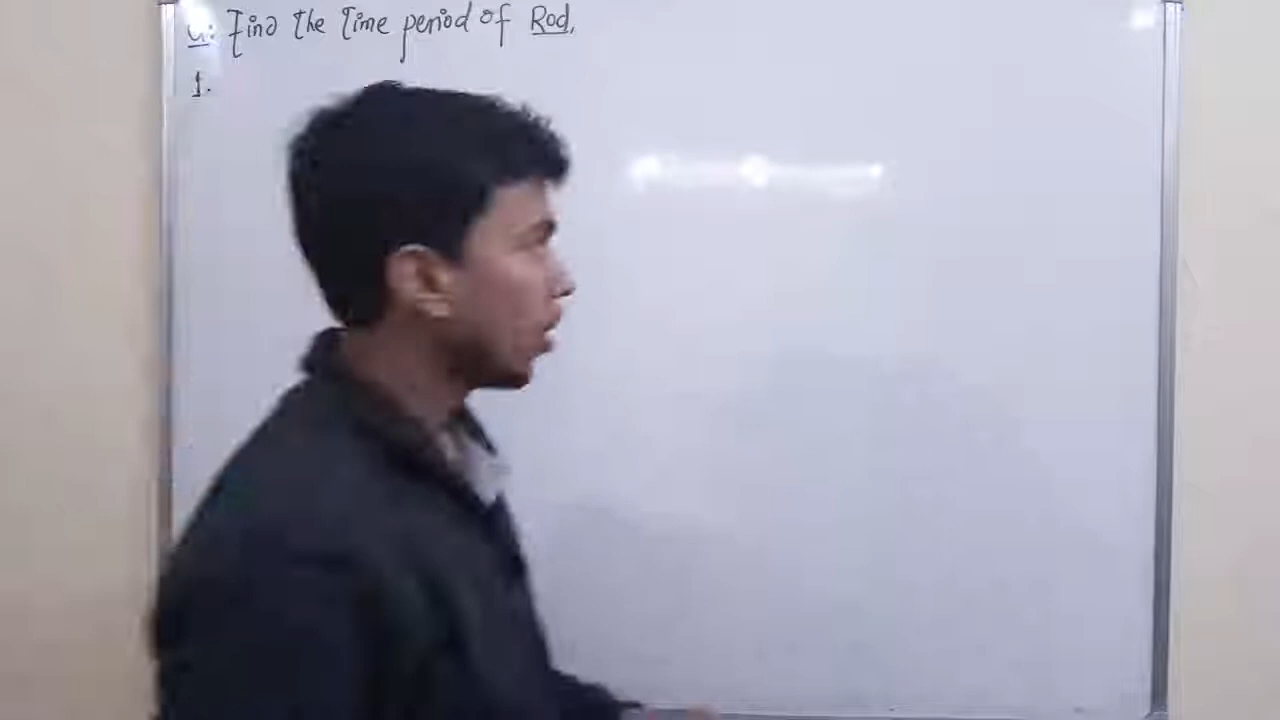 Q: Find the Time period of Rod.
1.